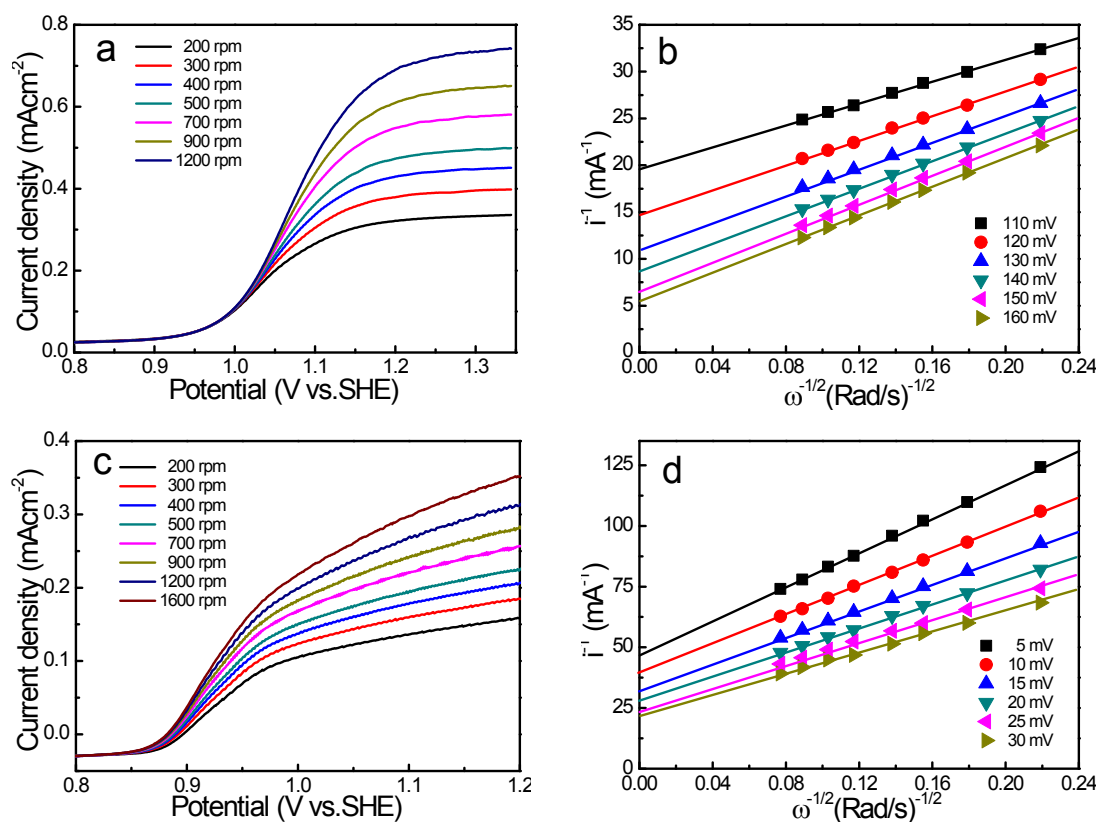 a
200 rpm
300 rpm
400 rpm
500 rpm
700 rpm
900 rpm
1200 rpm
0.8
0.6
0.4
0.2
0.0
Current density (mAcm⁻²)
0.8 0.9 1.0 1.1 1.2 1.3
Potential (V vs.SHE)
b
35
30
25
20
15
10
5
0
i⁻¹ (mA⁻¹)
110 mV
120 mV
130 mV
140 mV
150 mV
160 mV
0.00 0.04 0.08 0.12 0.16 0.20 0.24
ω⁻¹/²(Rad/s)⁻¹/²
c
200 rpm
300 rpm
400 rpm
500 rpm
700 rpm
900 rpm
1200 rpm
1600 rpm
0.4
0.3
0.2
0.1
0.0
Current density (mAcm⁻²)
0.8 0.9 1.0 1.1 1.2
Potential (V vs.SHE)
d
125
100
75
50
25
0
i⁻¹ (mA⁻¹)
5 mV
10 mV
15 mV
20 mV
25 mV
30 mV
0.00 0.04 0.08 0.12 0.16 0.20 0.24
ω⁻¹/²(Rad/s)⁻¹/²